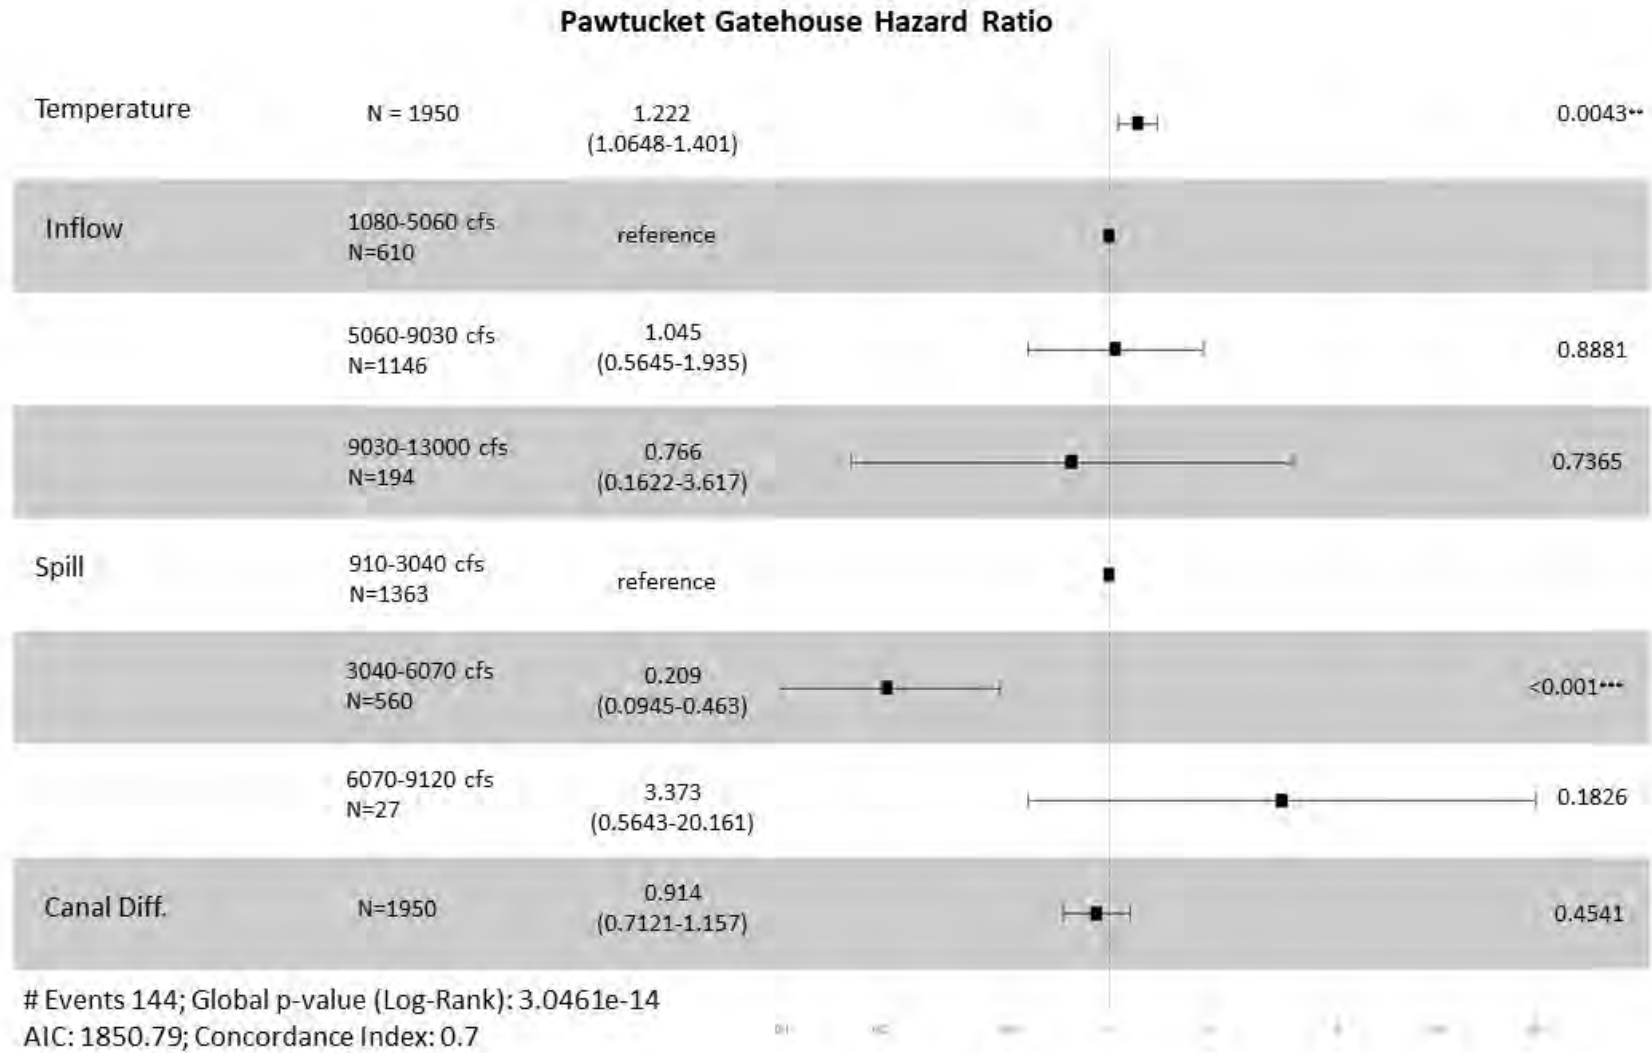 Pawtucket Gatehouse Hazard Ratio
Temperature N = 1950 1.222 0.0043**
(1.0648-1.401)
Inflow 1080-5060 cfs reference
N=610
5060-9030 cfs 1.045 0.8881
N=1146 (0.5645-1.935)
9030-13000 cfs 0.766 0.7365
N=194 (0.1622-3.617)
Spill 910-3040 cfs reference
N=1363
3040-6070 cfs 0.209 <0.001***
N=560 (0.0945-0.463)
6070-9120 cfs 3.373 0.1826
N=27 (0.5643-20.161)
Canal Diff. N=1950 0.914 0.4541
(0.7121-1.157)
# Events 144; Global p-value (Log-Rank): 3.0461e-14
AIC: 1850.79; Concordance Index: 0.7